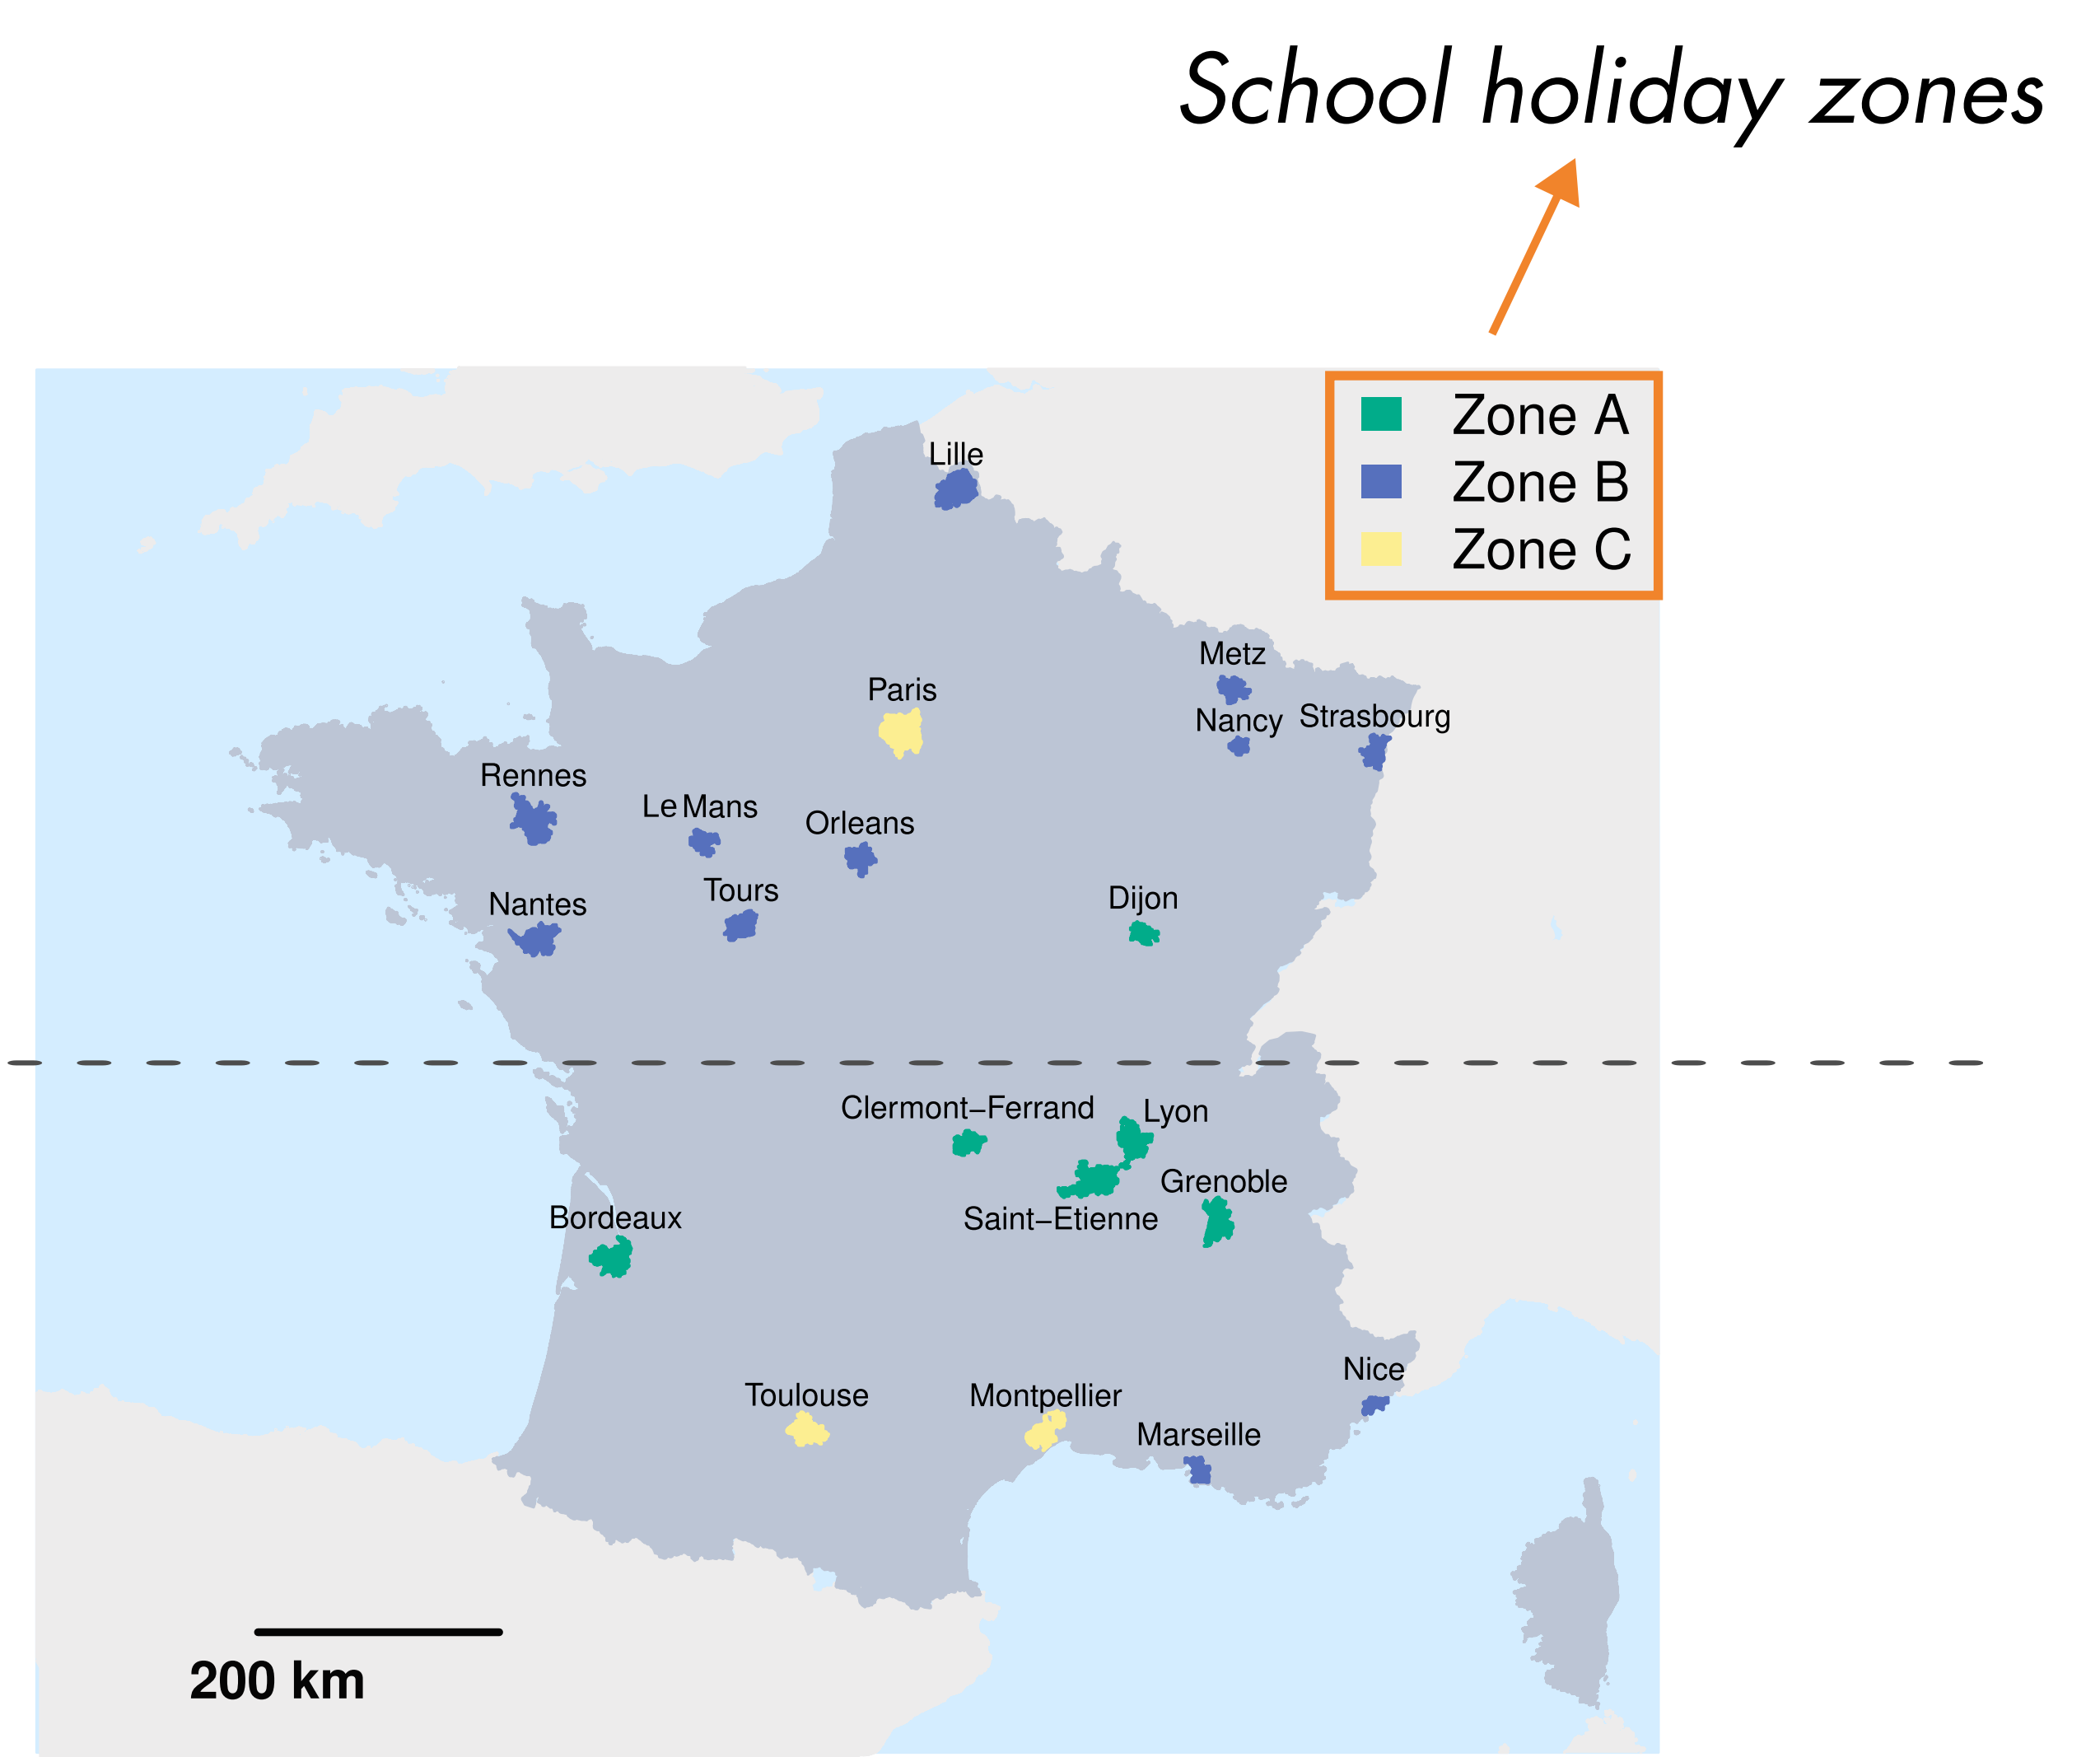 School holiday zones
Zone A
Zone B
Zone C
Lille
Metz
Paris
Nancy
Strasbourg
Rennes
Le Mans
Orleans
Tours
Dijon
Nantes
Clermont−Ferrand
Lyon
Grenoble
Saint−Etienne
Bordeaux
Nice
Toulouse
Montpellier
Marseille
200 km